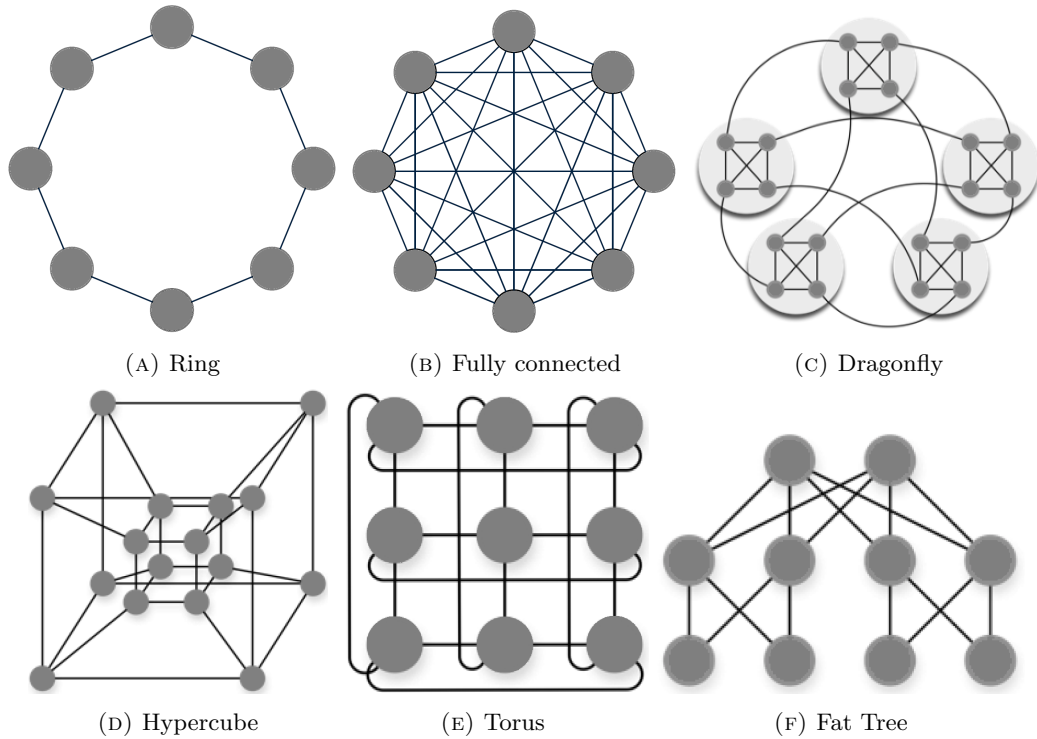 (A) Ring
(B) Fully connected
(C) Dragonfly
(D) Hypercube
(E) Torus
(F) Fat Tree